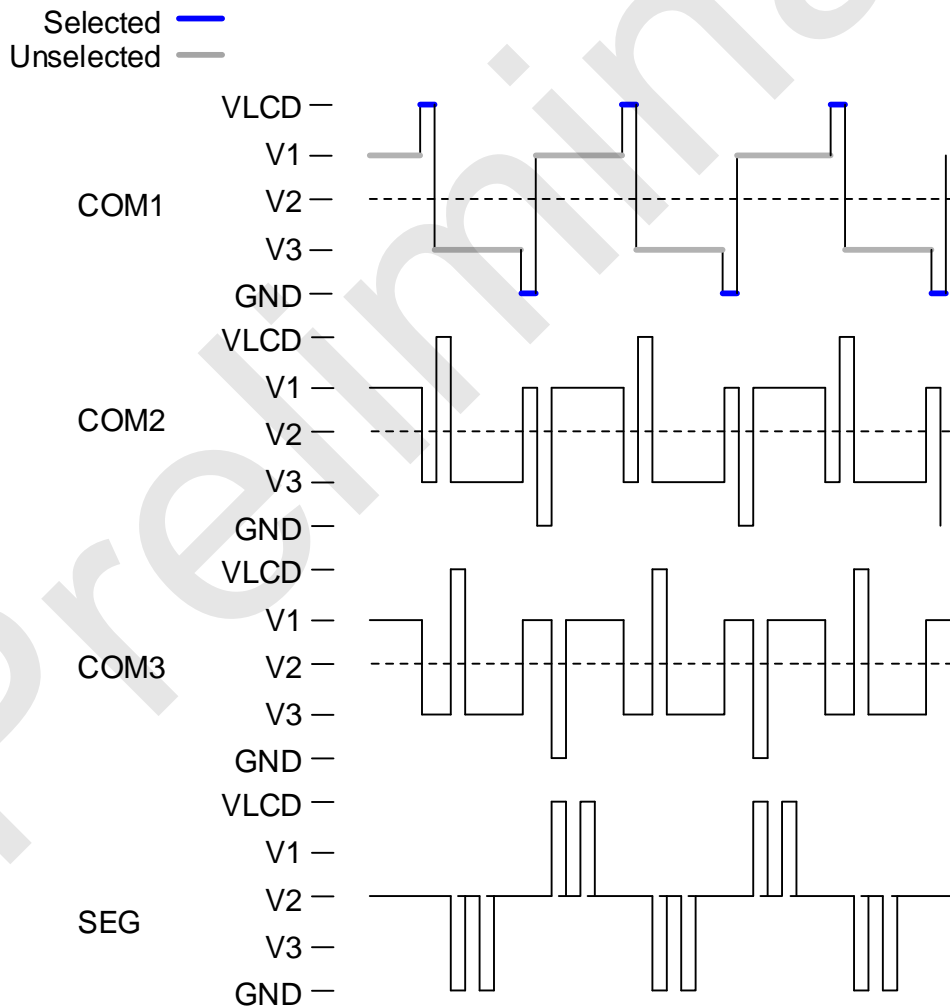 Selected
Unselected
VLCD
V1
COM1
V2
V3
GND
VLCD
V1
COM2
V2
V3
GND
VLCD
V1
COM3
V2
V3
GND
VLCD
V1
V2
SEG
V3
GND
Prelimina